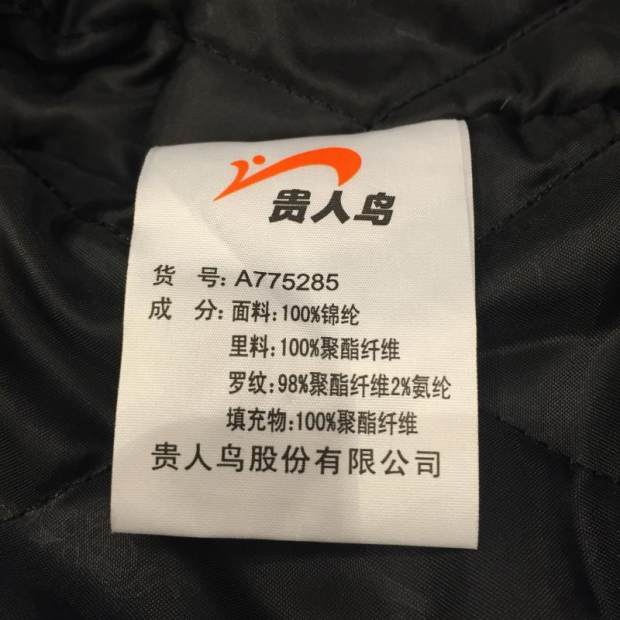 贵人鸟
货 号: A775285
成 分: 面料:100%锦纶
里料:100%聚酯纤维
罗纹:98%聚酯纤维2%氨纶
填充物:100%聚酯纤维
贵人鸟股份有限公司